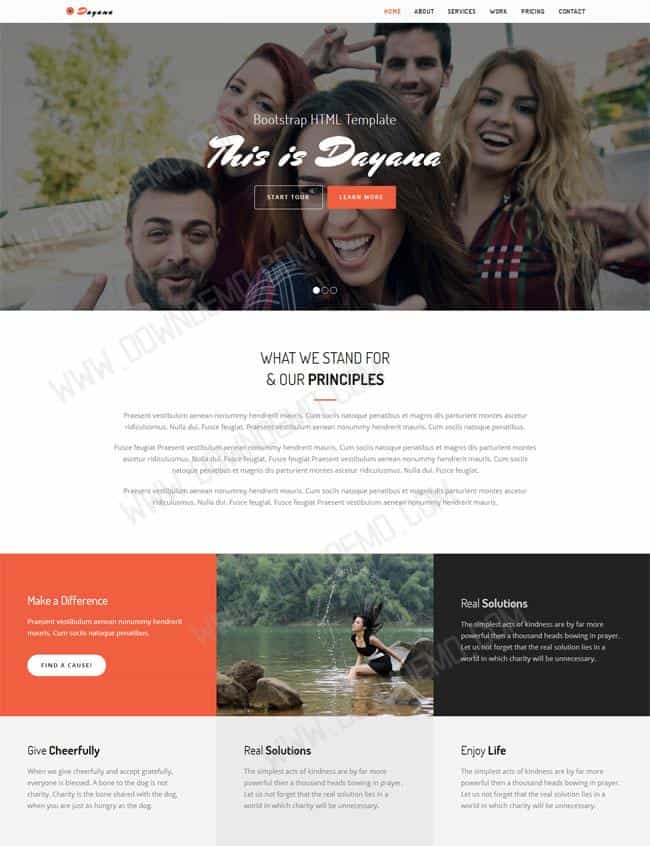 Dayana
HOME ABOUT SERVICES WORK PRICING CONTACT
Bootstrap HTML Template
This is Dayana
START TOUR LEARN MORE
WHAT WE STAND FOR
& OUR PRINCIPLES
Praesent vestibulum aenean nonummy hendrerit mauris. Cum sociis natoque penatibus et magnis dis parturient montes ascetur
ridiculusmus. Nulla dui. Fusce feugiat. Praesent vestibulum aenean nonummy hendrerit mauris. Cum sociis natoque penatibus.
Fusce feugiat Praesent vestibulum aenean nonummy hendrerit mauris. Cum sociis natoque penatibus et magnis dis parturient montes
ascetur ridiculusmus. Nulla dui. Fusce feugiat. Fusce feugiat Praesent vestibulum aenean nonummy hendrerit mauris. Cum sociis
natoque penatibus et magnis dis parturient montes ascetur ridiculusmus. Nulla dui. Fusce feugiat.
Praesent vestibulum aenean nonummy hendrerit mauris. Cum sociis natoque penatibus et magnis dis parturient montes ascetur
ridiculusmus. Nulla dui. Fusce feugiat. Fusce feugiat Praesent vestibulum aenean nonummy hendrerit mauris.
Make a Difference
Praesent vestibulum aenean nonummy hendrerit
mauris. Cum sociis natoque penatibus.
FIND A CAUSE!
Real Solutions
The simplest acts of kindness are by far more
powerful then a thousand heads bowing in prayer.
Let us not forget that the real solution lies in a
world in which charity will be unnecessary.
Give Cheerfully
When we give cheerfully and accept gratefully,
everyone is blessed. A bone to the dog is not
charity. Charity is the bone shared with the dog,
when you are just as hungry as the dog.
Real Solutions
The simplest acts of kindness are by far more
powerful then a thousand heads bowing in prayer.
Let us not forget that the real solution lies in a
world in which charity will be unnecessary.
Enjoy Life
The simplest acts of kindness are by far more
powerful then a thousand heads bowing in prayer.
Let us not forget that the real solution lies in a
world in which charity will be unnecessary.
WWW.DOWNDEMO.COM
WWW.DOWNDEMO.COM
WWW.DOWNDEMO.COM
WWW.DOWNDEMO.COM